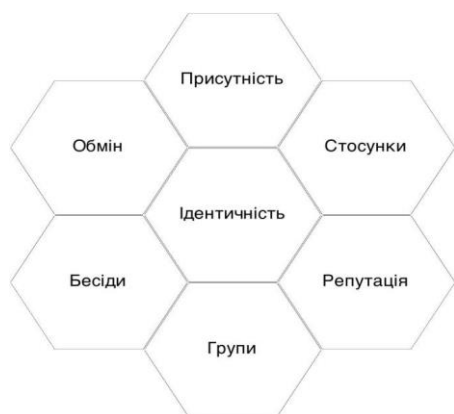 Присутність
Обмін
Стосунки
Ідентичність
Бесіди
Репутація
Групи